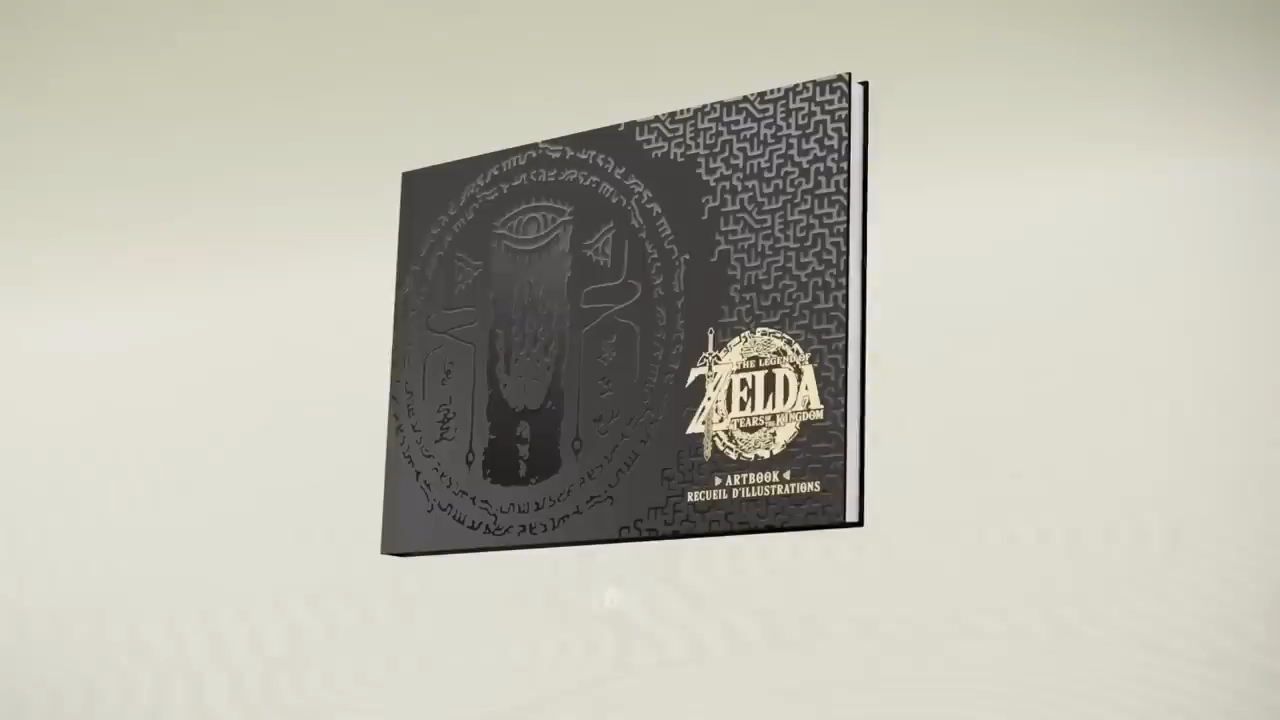 THE LEGEND OF
ZELDA
TEARS OF THE KINGDOM
ARTBOOK
RECUEIL D'ILLUSTRATIONS